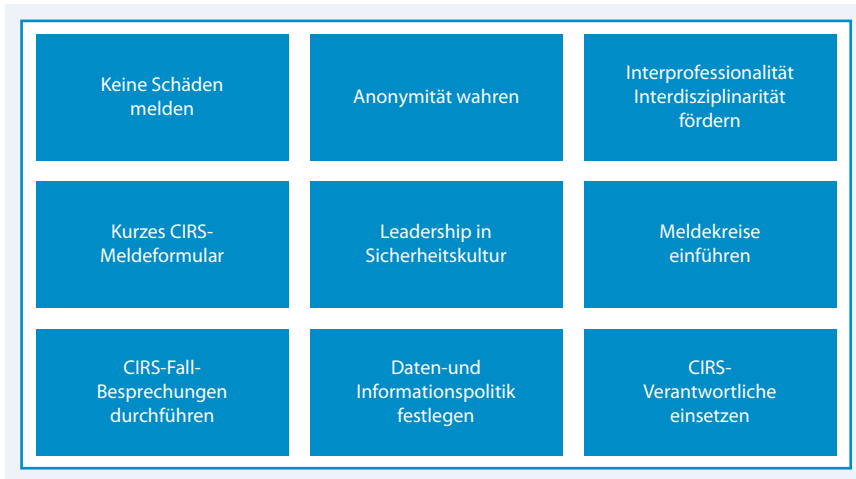 Keine Schäden
melden
Anonymität wahren
Interprofessionalität
Interdisziplinarität
fördern
Kurzes CIRS-
Meldeformular
Leadership in
Sicherheitskultur
Meldekreise
einführen
CIRS-Fall-
Besprechungen
durchführen
Daten-und
Informationspolitik
festlegen
CIRS-
Verantwortliche
einsetzen